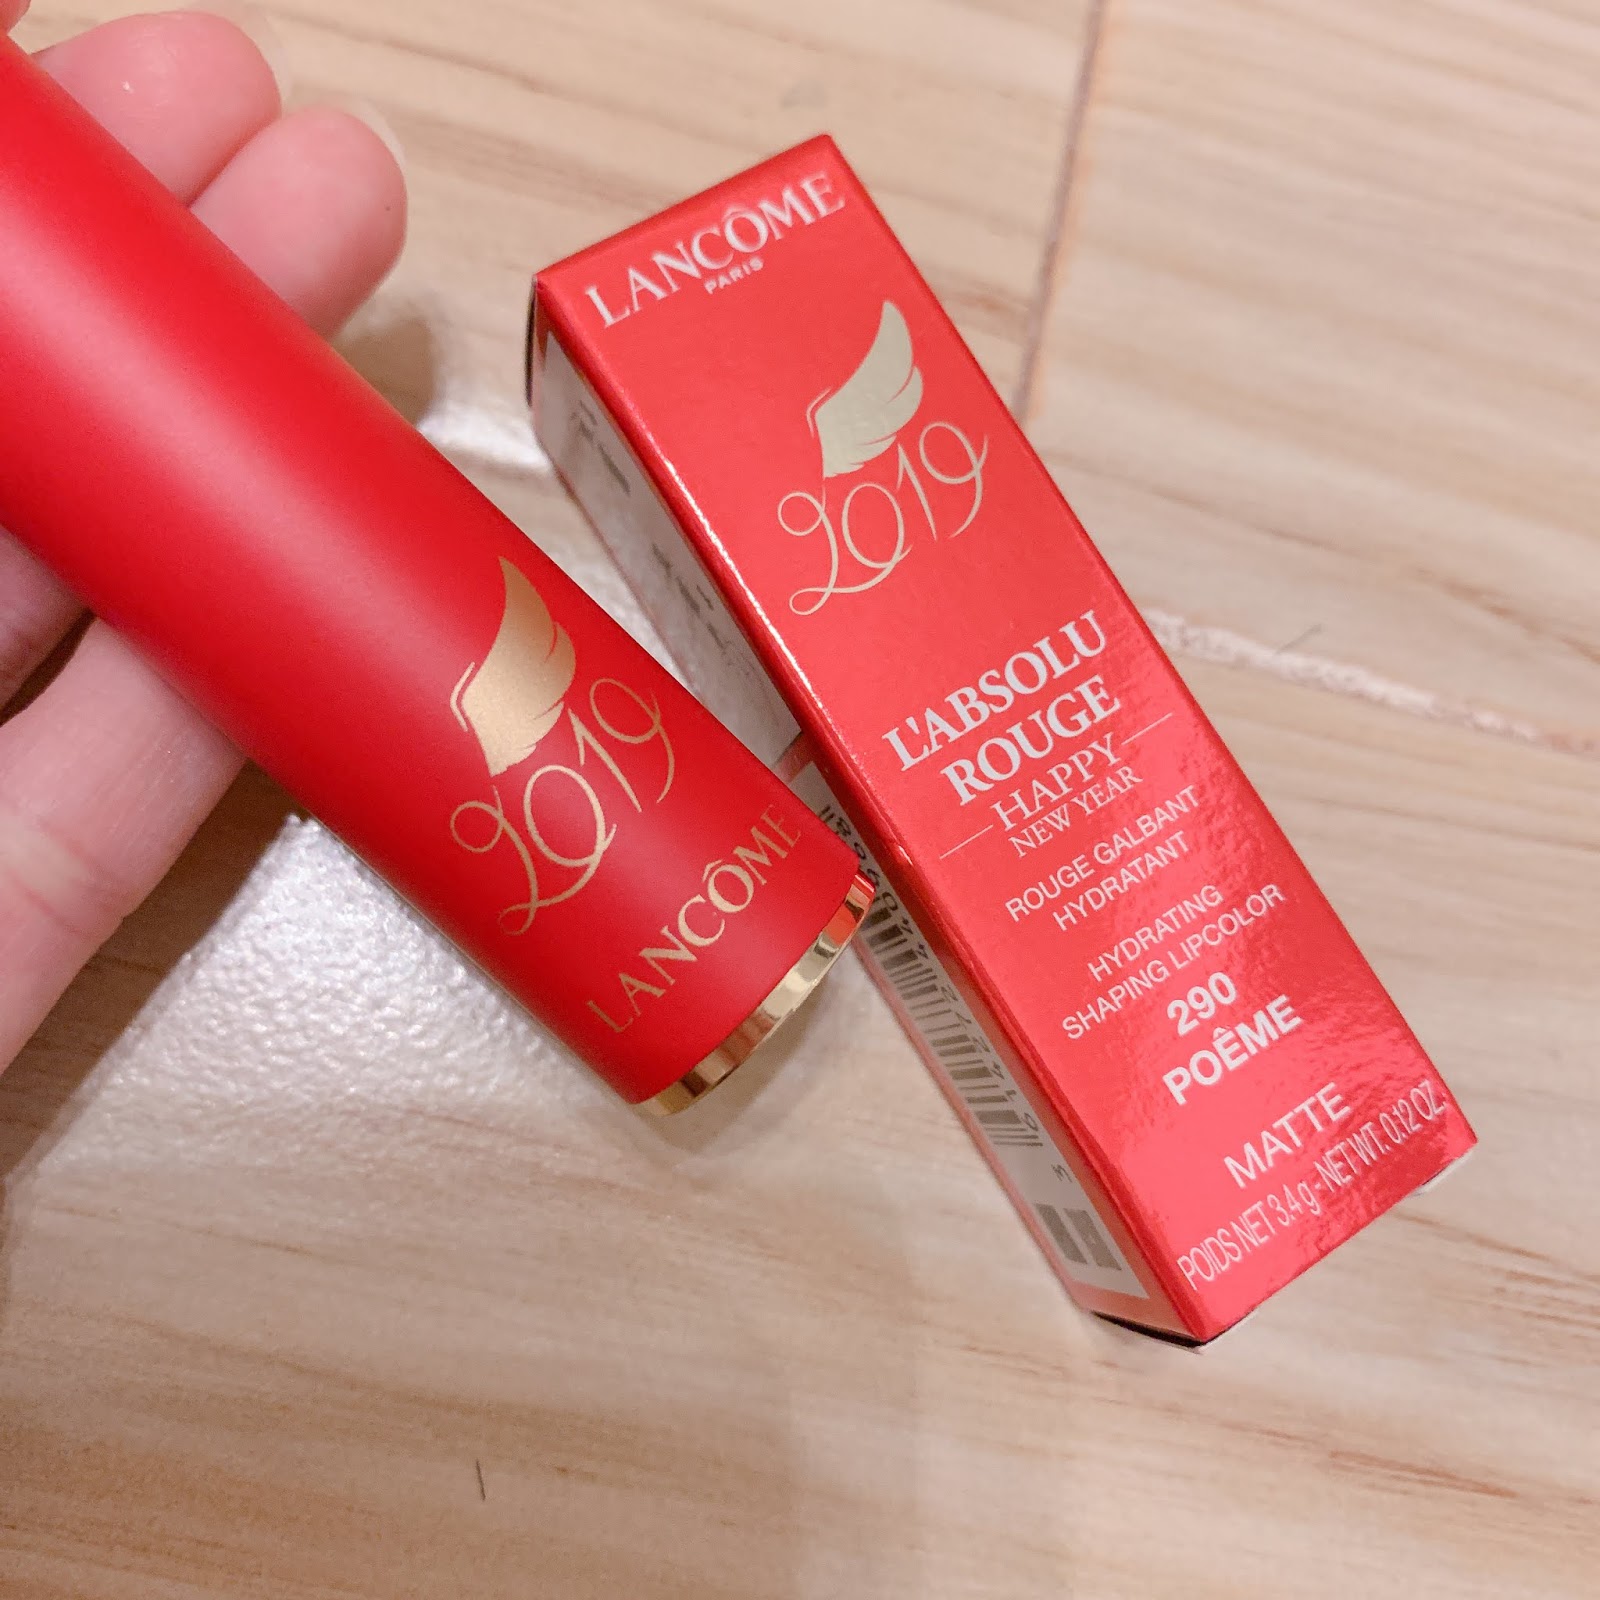 2019
LANCÔME
LANCÔME
PARIS
2019
L'ABSOLU
ROUGE
HAPPY
NEW YEAR
ROUGE GALBANT
HYDRATANT
HYDRATING
SHAPING LIPCOLOR
290
POÊME
MATTE
POIDS NET 3.4 g - NET WT. 0.12 OZ.